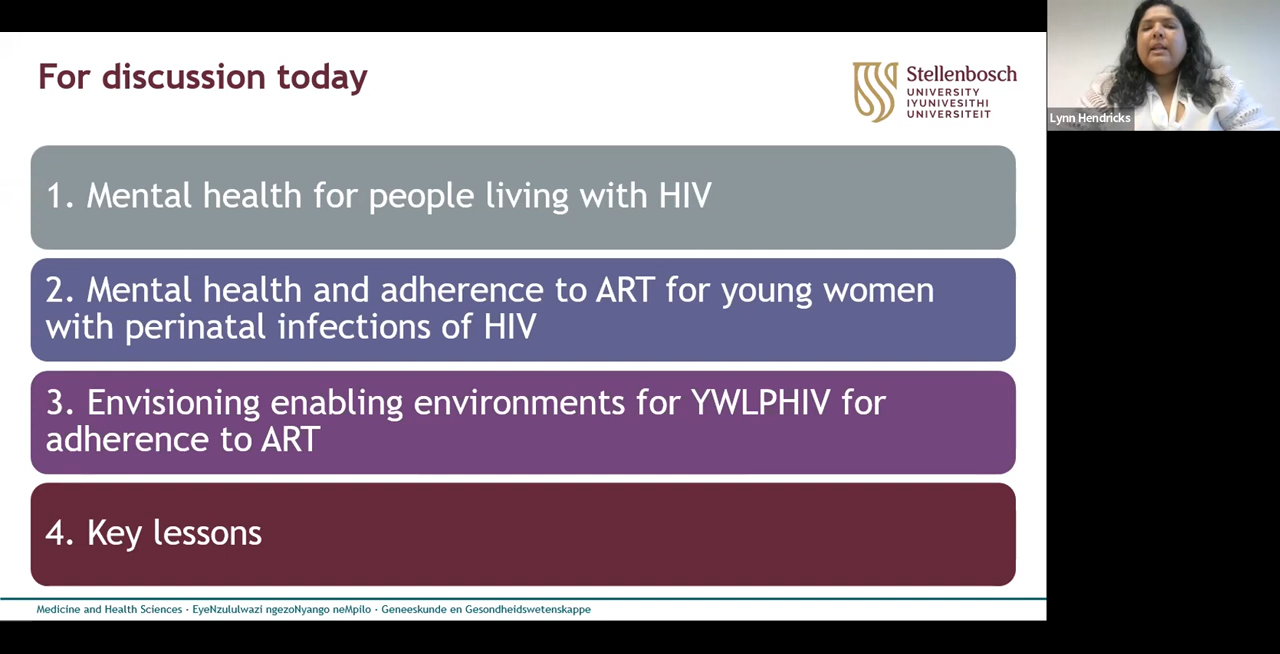 For discussion today
Stellenbosch
UNIVERSITY
IYUNIVESITHI
UNIVERSITEIT
Lynn Hendricks
1. Mental health for people living with HIV
2. Mental health and adherence to ART for young women
with perinatal infections of HIV
3. Envisioning enabling environments for YWLPHIV for
adherence to ART
4. Key lessons
Medicine and Health Sciences · EyeNzululwazi ngezoNyango neMpilo · Geneeskunde en Gesondheidswetenskappe